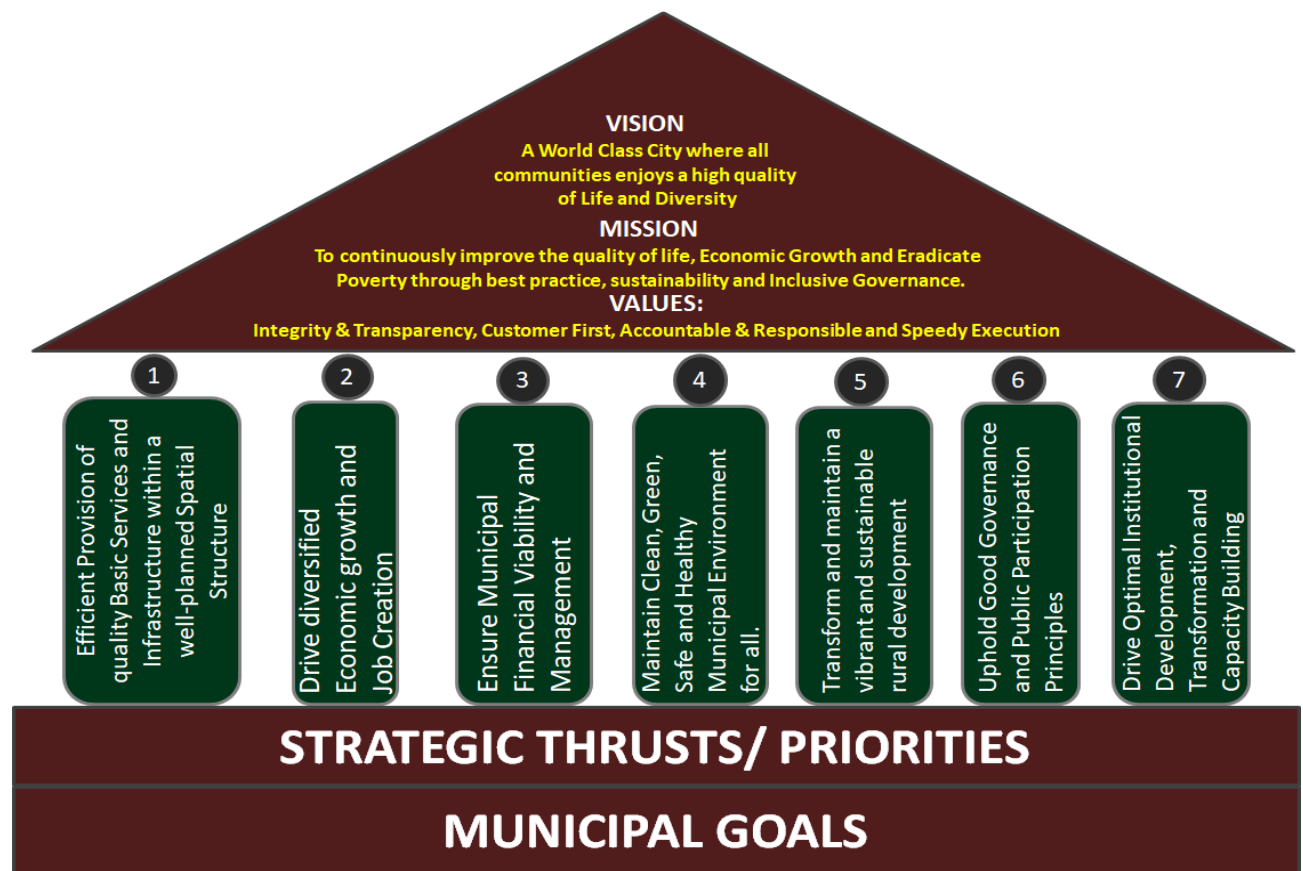 VISION
A World Class City where all
communities enjoys a high quality
of Life and Diversity
MISSION
To continuously improve the quality of life, Economic Growth and Eradicate
Poverty through best practice, sustainability and Inclusive Governance.
VALUES:
Integrity & Transparency, Customer First, Accountable & Responsible and Speedy Execution
1
Efficient Provision of
quality Basic Services and
Infrastructure within a
well-planned Spatial
Structure
2
Drive diversified
Economic growth and
Job Creation
3
Ensure Municipal
Financial Viability and
Management
4
Maintain Clean, Green,
Safe and Healthy
Municipal Environment
for all.
5
Transform and maintain a
vibrant and sustainable
rural development
6
Uphold Good Governance
and Public Participation
Principles
7
Drive Optimal Institutional
Development,
Transformation and
Capacity Building
STRATEGIC THRUSTS/ PRIORITIES
MUNICIPAL GOALS